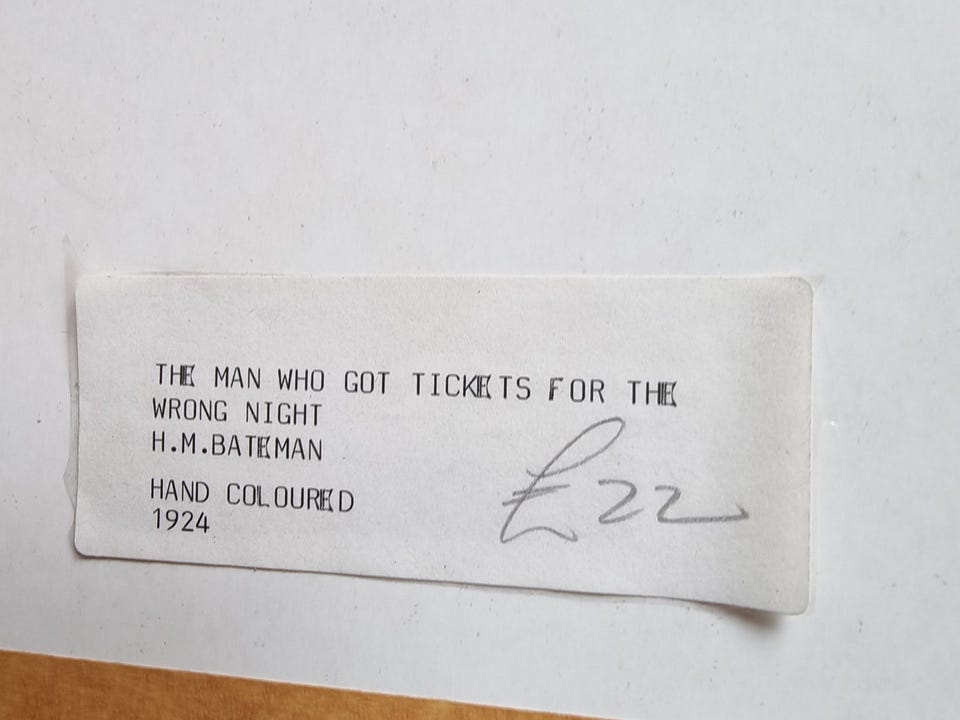 THE MAN WHO GOT TICKETS FOR THE
WRONG NIGHT
H.M.BATEMAN
HAND COLOURED
1924
£22